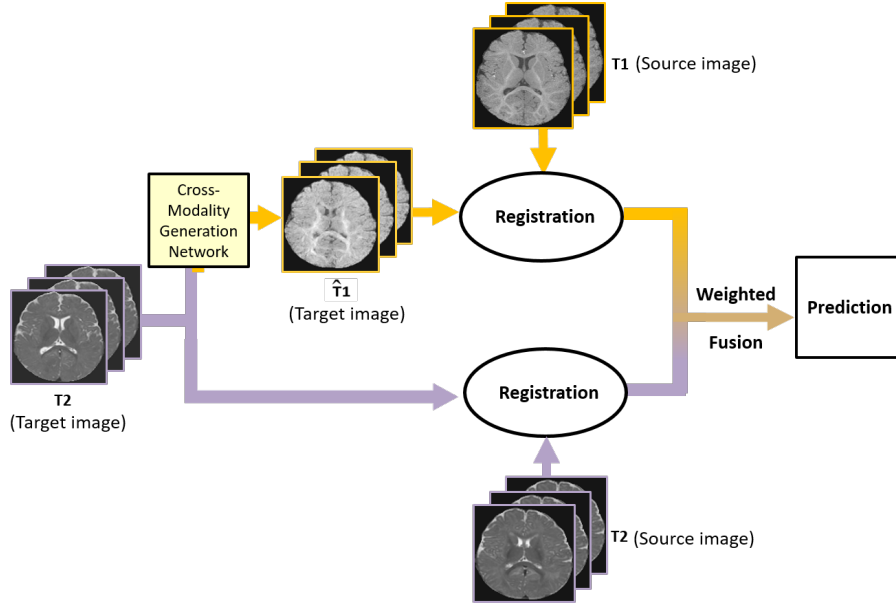 T1 (Source image)
Cross-
Modality
Generation
Network
Registration
T̂1
(Target image)
Weighted
Fusion
Prediction
T2
(Target image)
Registration
T2 (Source image)